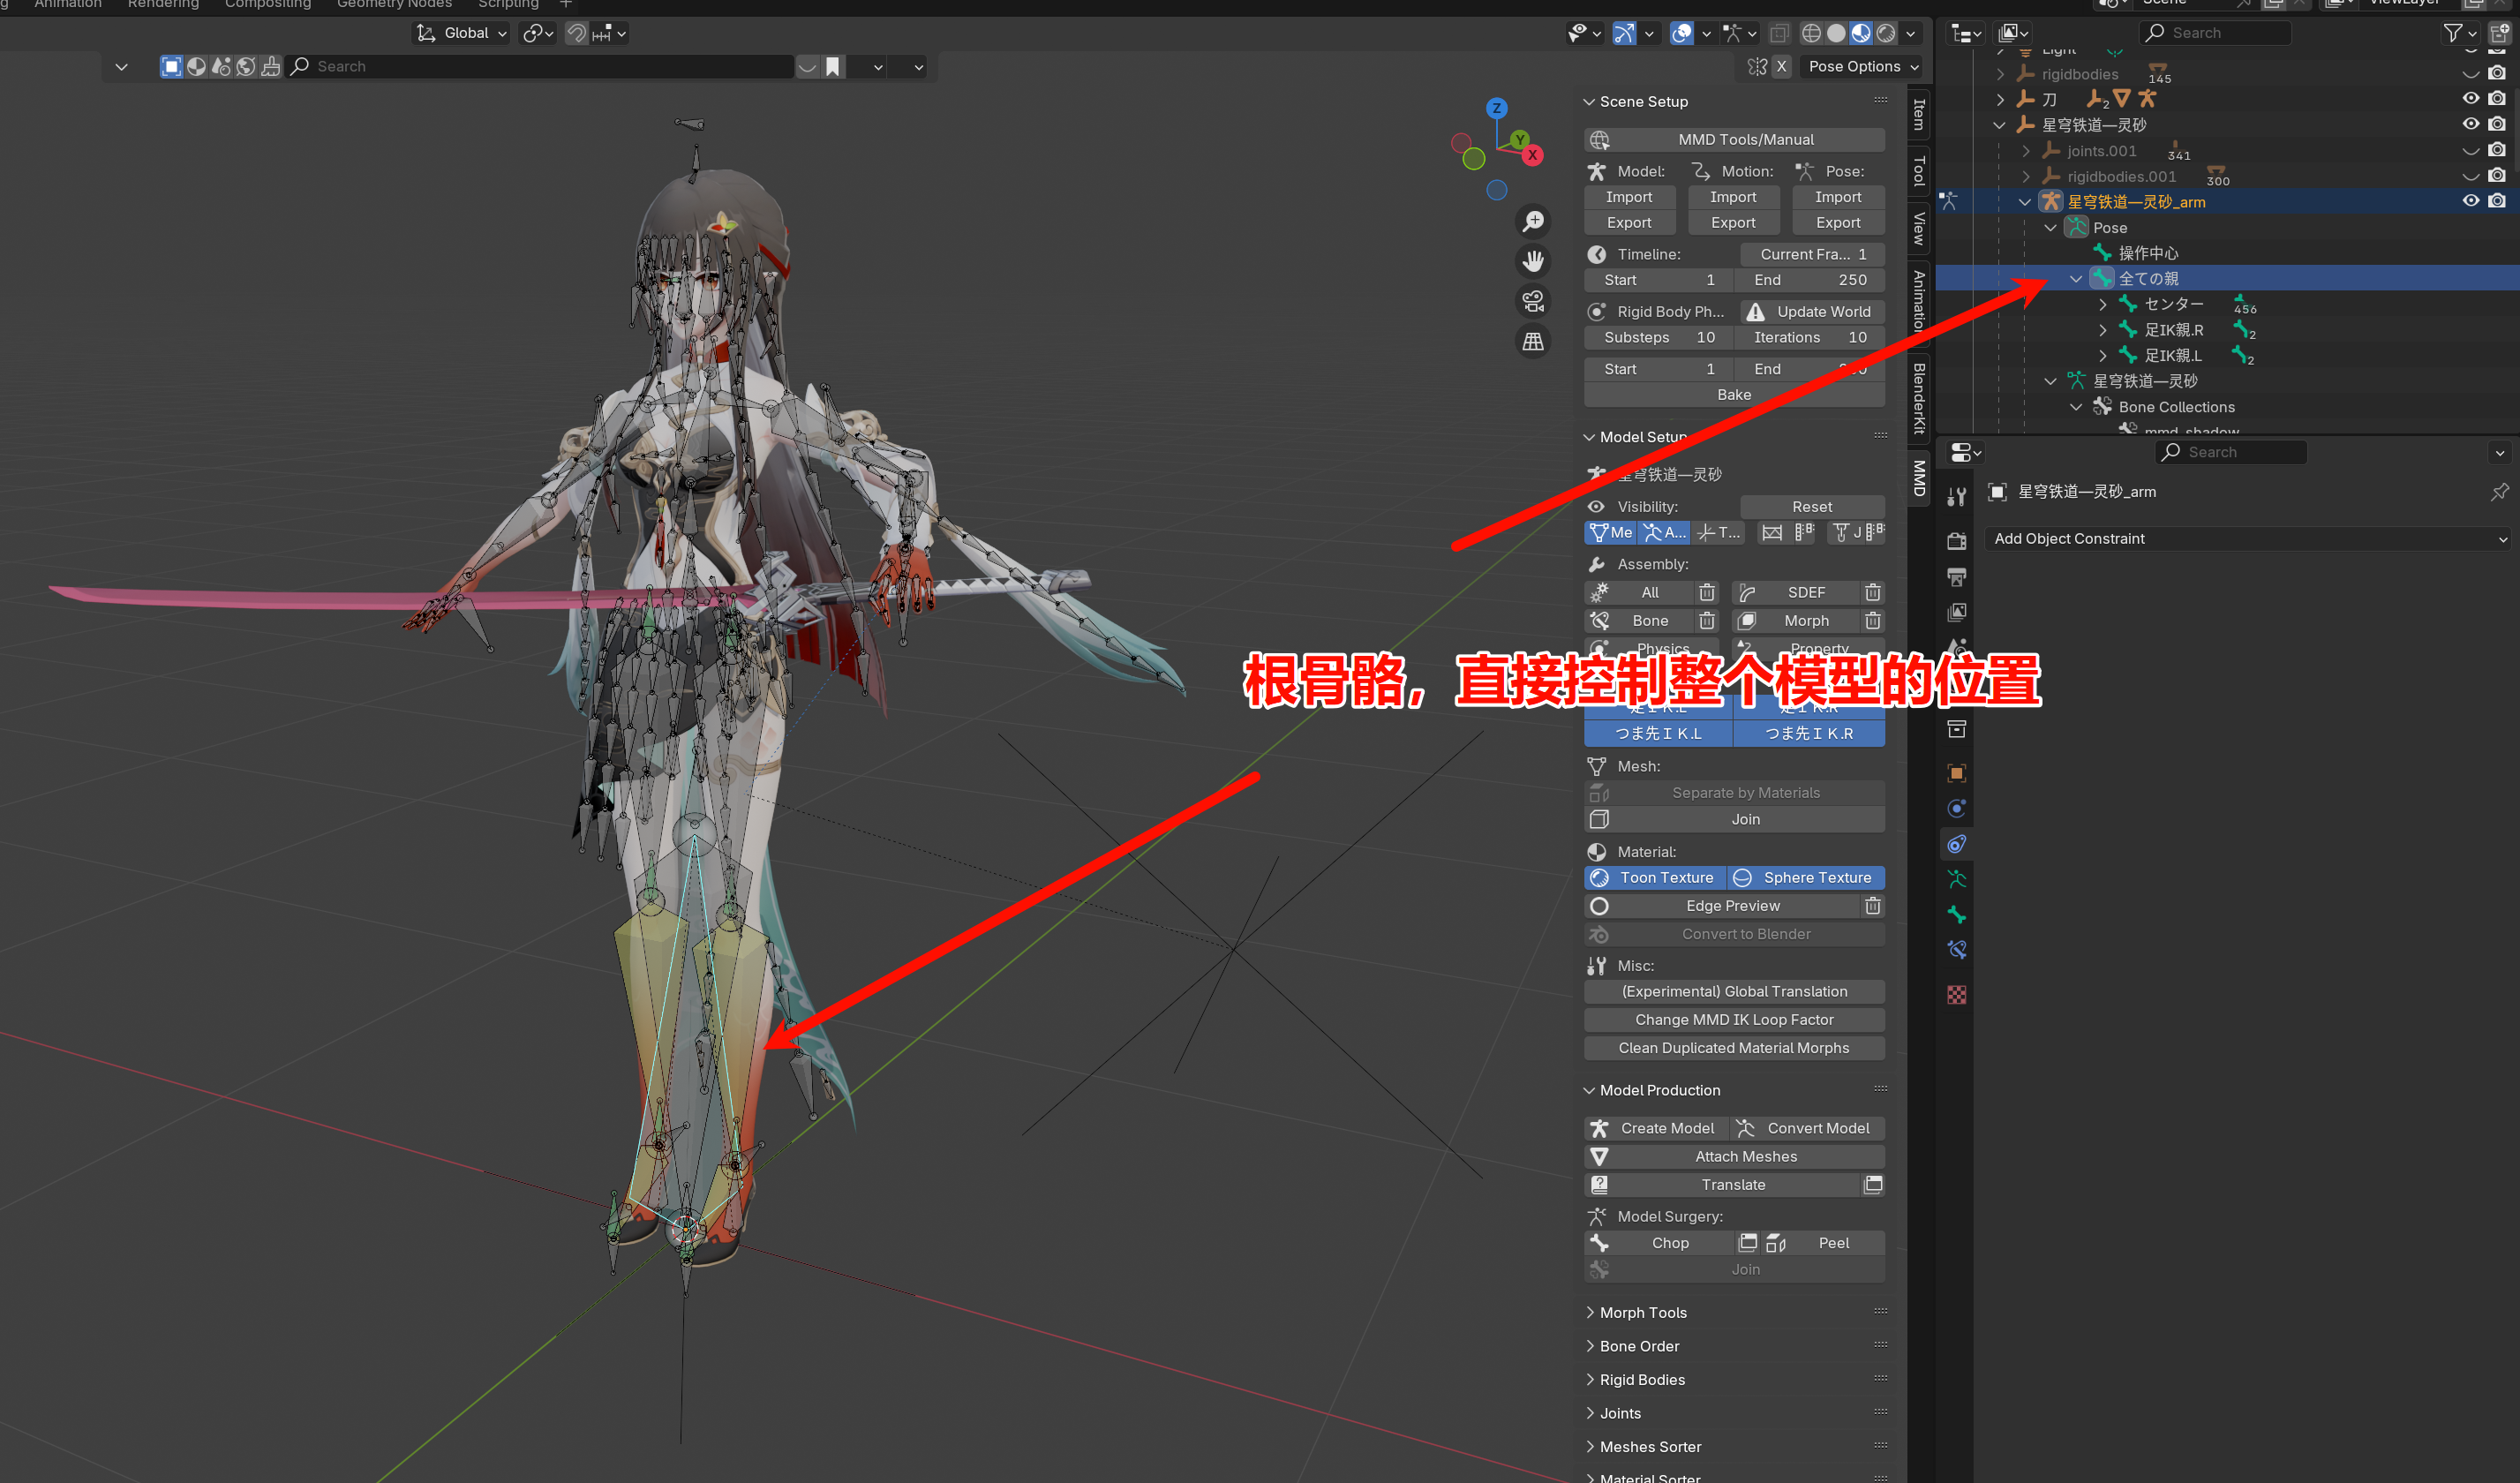 Animation Rendering Compositing Geometry Nodes Scripting +
Scene ViewLayer
Global
Search
X Pose Options
Search
Light
rigidbodies 145
刀 2
星穹铁道—灵砂
joints.001 341
rigidbodies.001 300
星穹铁道—灵砂_arm
Pose
操作中心
全ての親
センター 456
足IK親.R 2
足IK親.L 2
星穹铁道—灵砂
Bone Collections
mmd_shadow
Z
Y
X
Item
Tool
View
Animation
BlenderKit
MMD
Scene Setup
MMD Tools/Manual
Model: Motion: Pose:
Import Import Import
Export Export Export
Timeline: Current Fra... 1
Start 1 End 250
Rigid Body Ph... Update World
Substeps 10 Iterations 10
Start 1 End
Bake
Model Setup
星穹铁道—灵砂
Visibility: Reset
Me A... T... J
Assembly:
All SDEF
Bone Morph
Physics Property
根骨骼，直接控制整个模型的位置
足ＩＫ.L 足ＩＫ.R
つま先ＩＫ.L つま先ＩＫ.R
Mesh:
Separate by Materials
Join
Material:
Toon Texture Sphere Texture
Edge Preview
Convert to Blender
Misc:
(Experimental) Global Translation
Change MMD IK Loop Factor
Clean Duplicated Material Morphs
Model Production
Create Model Convert Model
Attach Meshes
Translate
Model Surgery:
Chop Peel
Join
Morph Tools
Bone Order
Rigid Bodies
Joints
Meshes Sorter
Material Sorter
Search
星穹铁道—灵砂_arm
Add Object Constraint